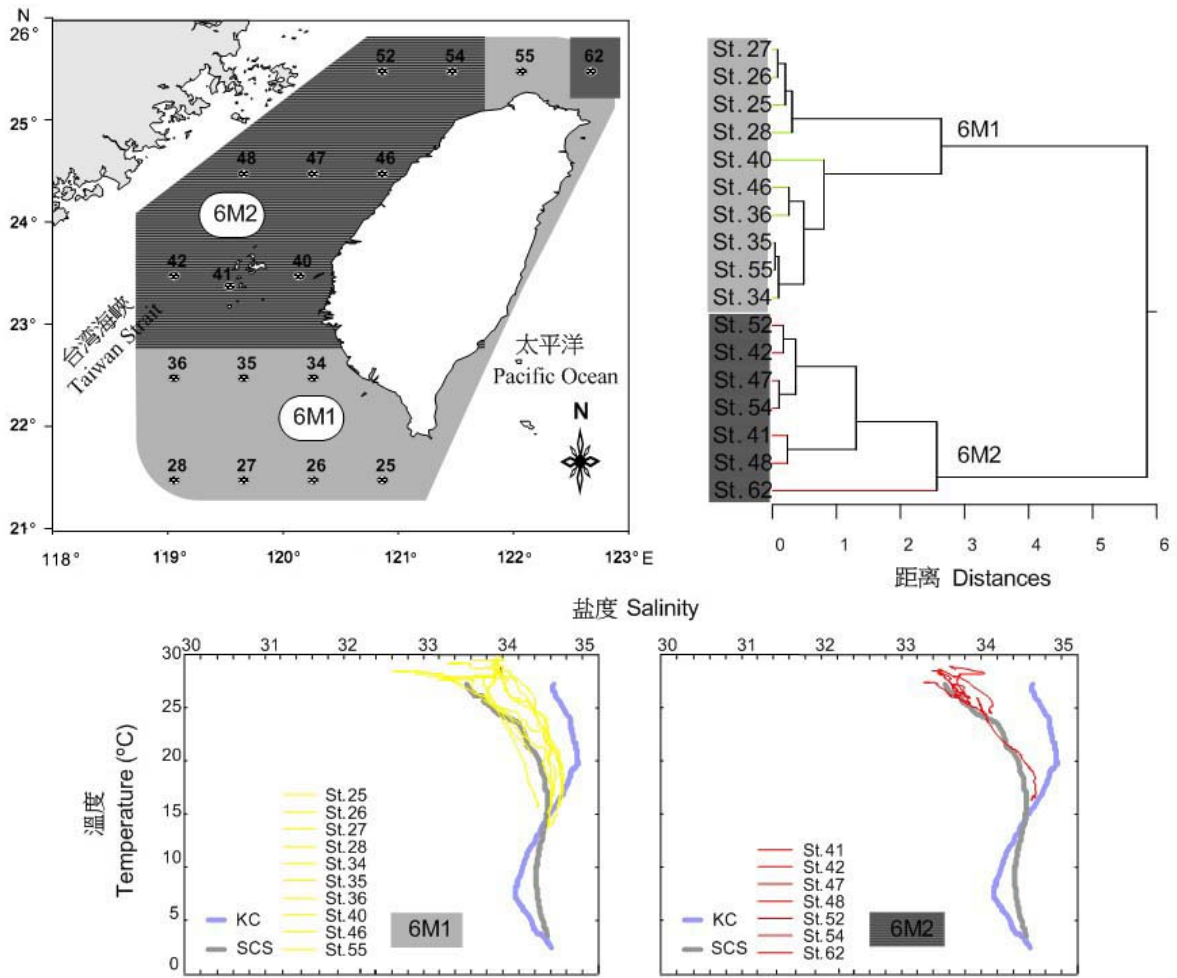 N
26°
25°
24°
23°
22°
21°
118°
119°
120°
121°
122°
123° E
52
54
55
62
48
47
46
6M2
42
41
40
台湾海峽
Taiwan Strait
太平洋
Pacific Ocean
36
35
34
6M1
N
28
27
26
25
St. 27
St. 26
St. 25
St. 28
St. 40
St. 46
St. 36
St. 35
St. 55
St. 34
St. 52
St. 42
St. 47
St. 54
St. 41
St. 48
St. 62
6M1
6M2
0 1 2 3 4 5 6
距离 Distances
盐度 Salinity
30 31 32 33 34 35
30
25
20
15
10
5
0
溫度
Temperature (ºC)
St.25
St.26
St.27
St.28
St.34
St.35
St.36
St.40
St.46
St.55
KC
SCS
6M1
30 31 32 33 34 35
St.41
St.42
St.47
St.48
St.52
St.54
St.62
KC
SCS
6M2